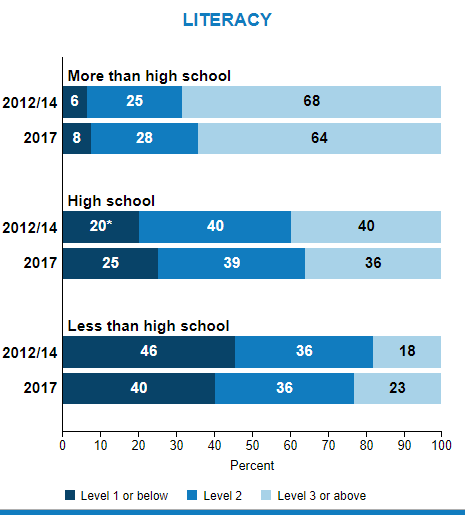 LITERACY
More than high school
2012/14 6 25 68
2017 8 28 64
High school
2012/14 20* 40 40
2017 25 39 36
Less than high school
2012/14 46 36 18
2017 40 36 23
0 10 20 30 40 50 60 70 80 90 100
Percent
Level 1 or below Level 2 Level 3 or above